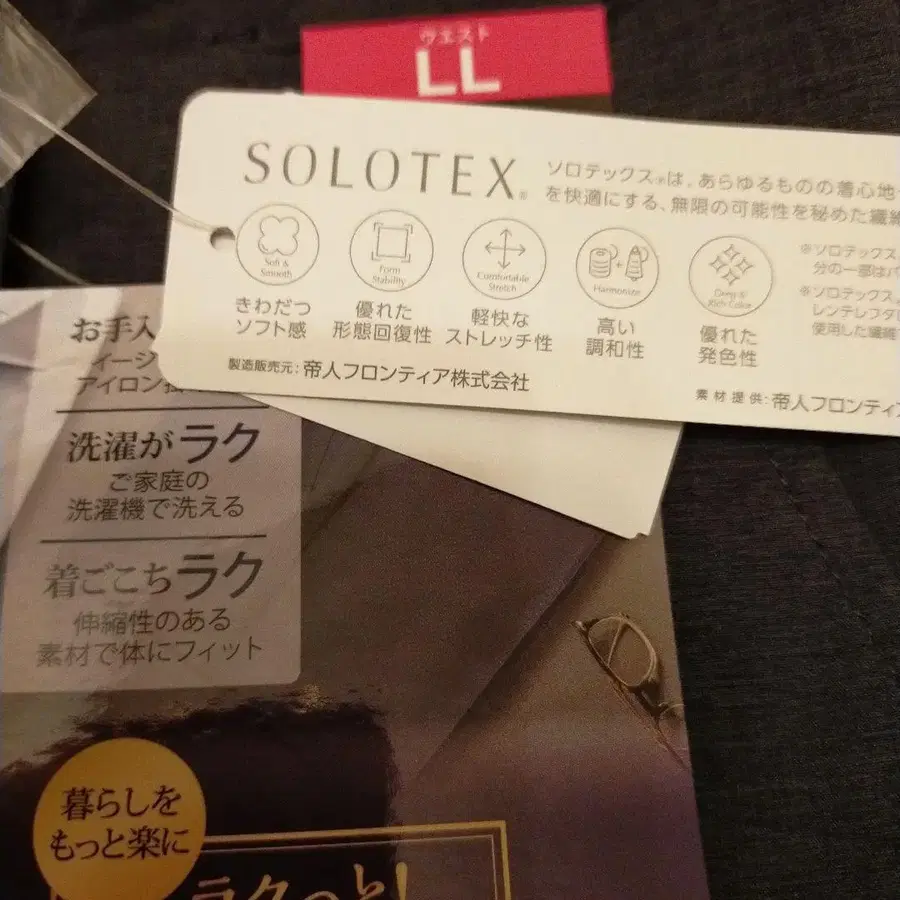 ウエスト
LL
SOLOTEX®
ソロテックス®は、あらゆるものの着心地
を快適にする、無限の可能性を秘めた繊維
Soft &
Smooth
Form
Stability
Comfortable
Stretch
Harmonize
Deep &
Rich Color
きわだつ
ソフト感
優れた
形態回復性
軽快な
ストレッチ性
高い
調和性
優れた
発色性
※ソロテックス
分の一部は
※ソロテックス
レンテレフタ
使用した繊維
製造販売元:帝人フロンティア株式会社
素材提供:帝人フロンティア
お手入
イージ
アイロン
洗濯がラク
ご家庭の
洗濯機で洗える
着ごこちラク
伸縮性のある
素材で体にフィット
暮らしを
もっと楽に
ラクっと!